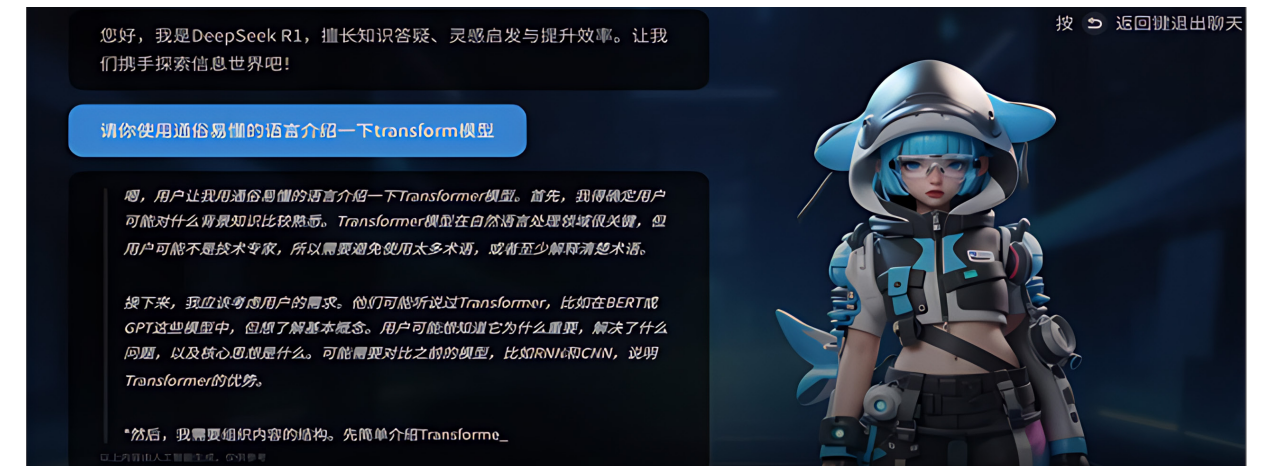 您好，我是DeepSeek R1，擅长知识答疑、灵感启发与提升效率。让我
们携手探索信息世界吧！
按 返回键退出聊天
请你使用通俗易懂的语言介绍一下transform模型
嗯，用户让我用通俗易懂的语言介绍一下Transformer模型。首先，我得确定用户
可能对什么背景知识比较熟悉。Transformer模型在自然语言处理领域很关键，但
用户可能不是技术专家，所以需要避免使用太多术语，或者至少解释清楚术语。
接下来，我应该考虑用户的需求。他们可能听说过Transformer，比如在BERT或
GPT这些模型中，但想了解基本概念。用户可能想知道它为什么重要，解决了什么
问题，以及核心思想是什么。可能需要对比之前的模型，比如RNN和CNN，说明
Transformer的优势。
*然后，我需要组织内容的结构。先简单介绍Transforme_
以上内容由人工智能生成，仅供参考